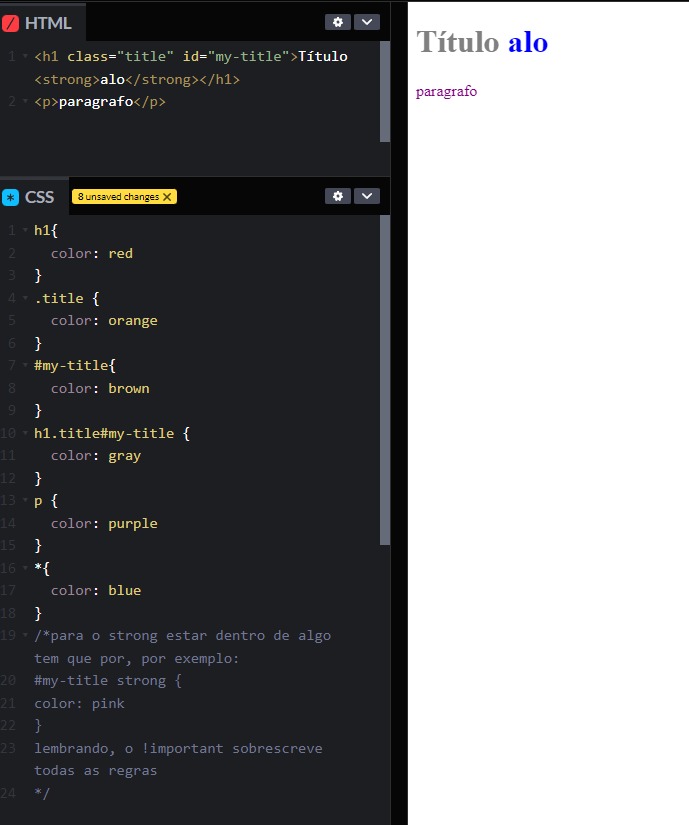 HTML
1 <h1 class="title" id="my-title">Título
<strong>alo</strong></h1>
2 <p>paragrafo</p>
CSS 8 unsaved changes X
1 h1{
2 color: red
3 }
4 .title {
5 color: orange
6 }
7 #my-title{
8 color: brown
9 }
10 h1.title#my-title {
11 color: gray
12 }
13 p {
14 color: purple
15 }
16 *{
17 color: blue
18 }
19 /*para o strong estar dentro de algo
tem que por, por exemplo:
20 #my-title strong {
21 color: pink
22 }
23 lembrando, o !important sobrescreve
todas as regras
24 */
Título alo
paragrafo